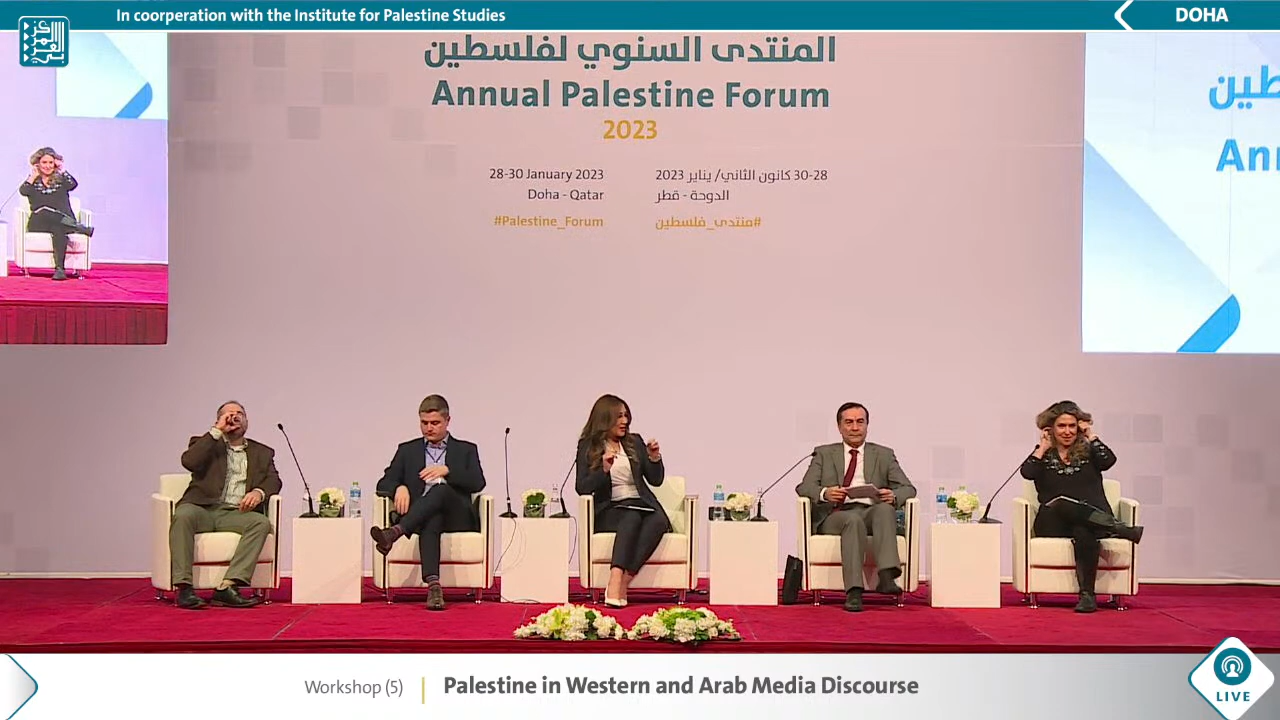 In coorperation with the Institute for Palestine Studies
DOHA
المنتدى السنوي لفلسطين
Annual Palestine Forum
2023
28-30 January 2023
30-28 كانون الثاني/ يناير 2023
Doha - Qatar
الدوحة - قطر
#Palestine_Forum
#منتدى_فلسطين
طين
An
Workshop (5)
Palestine in Western and Arab Media Discourse
LIVE